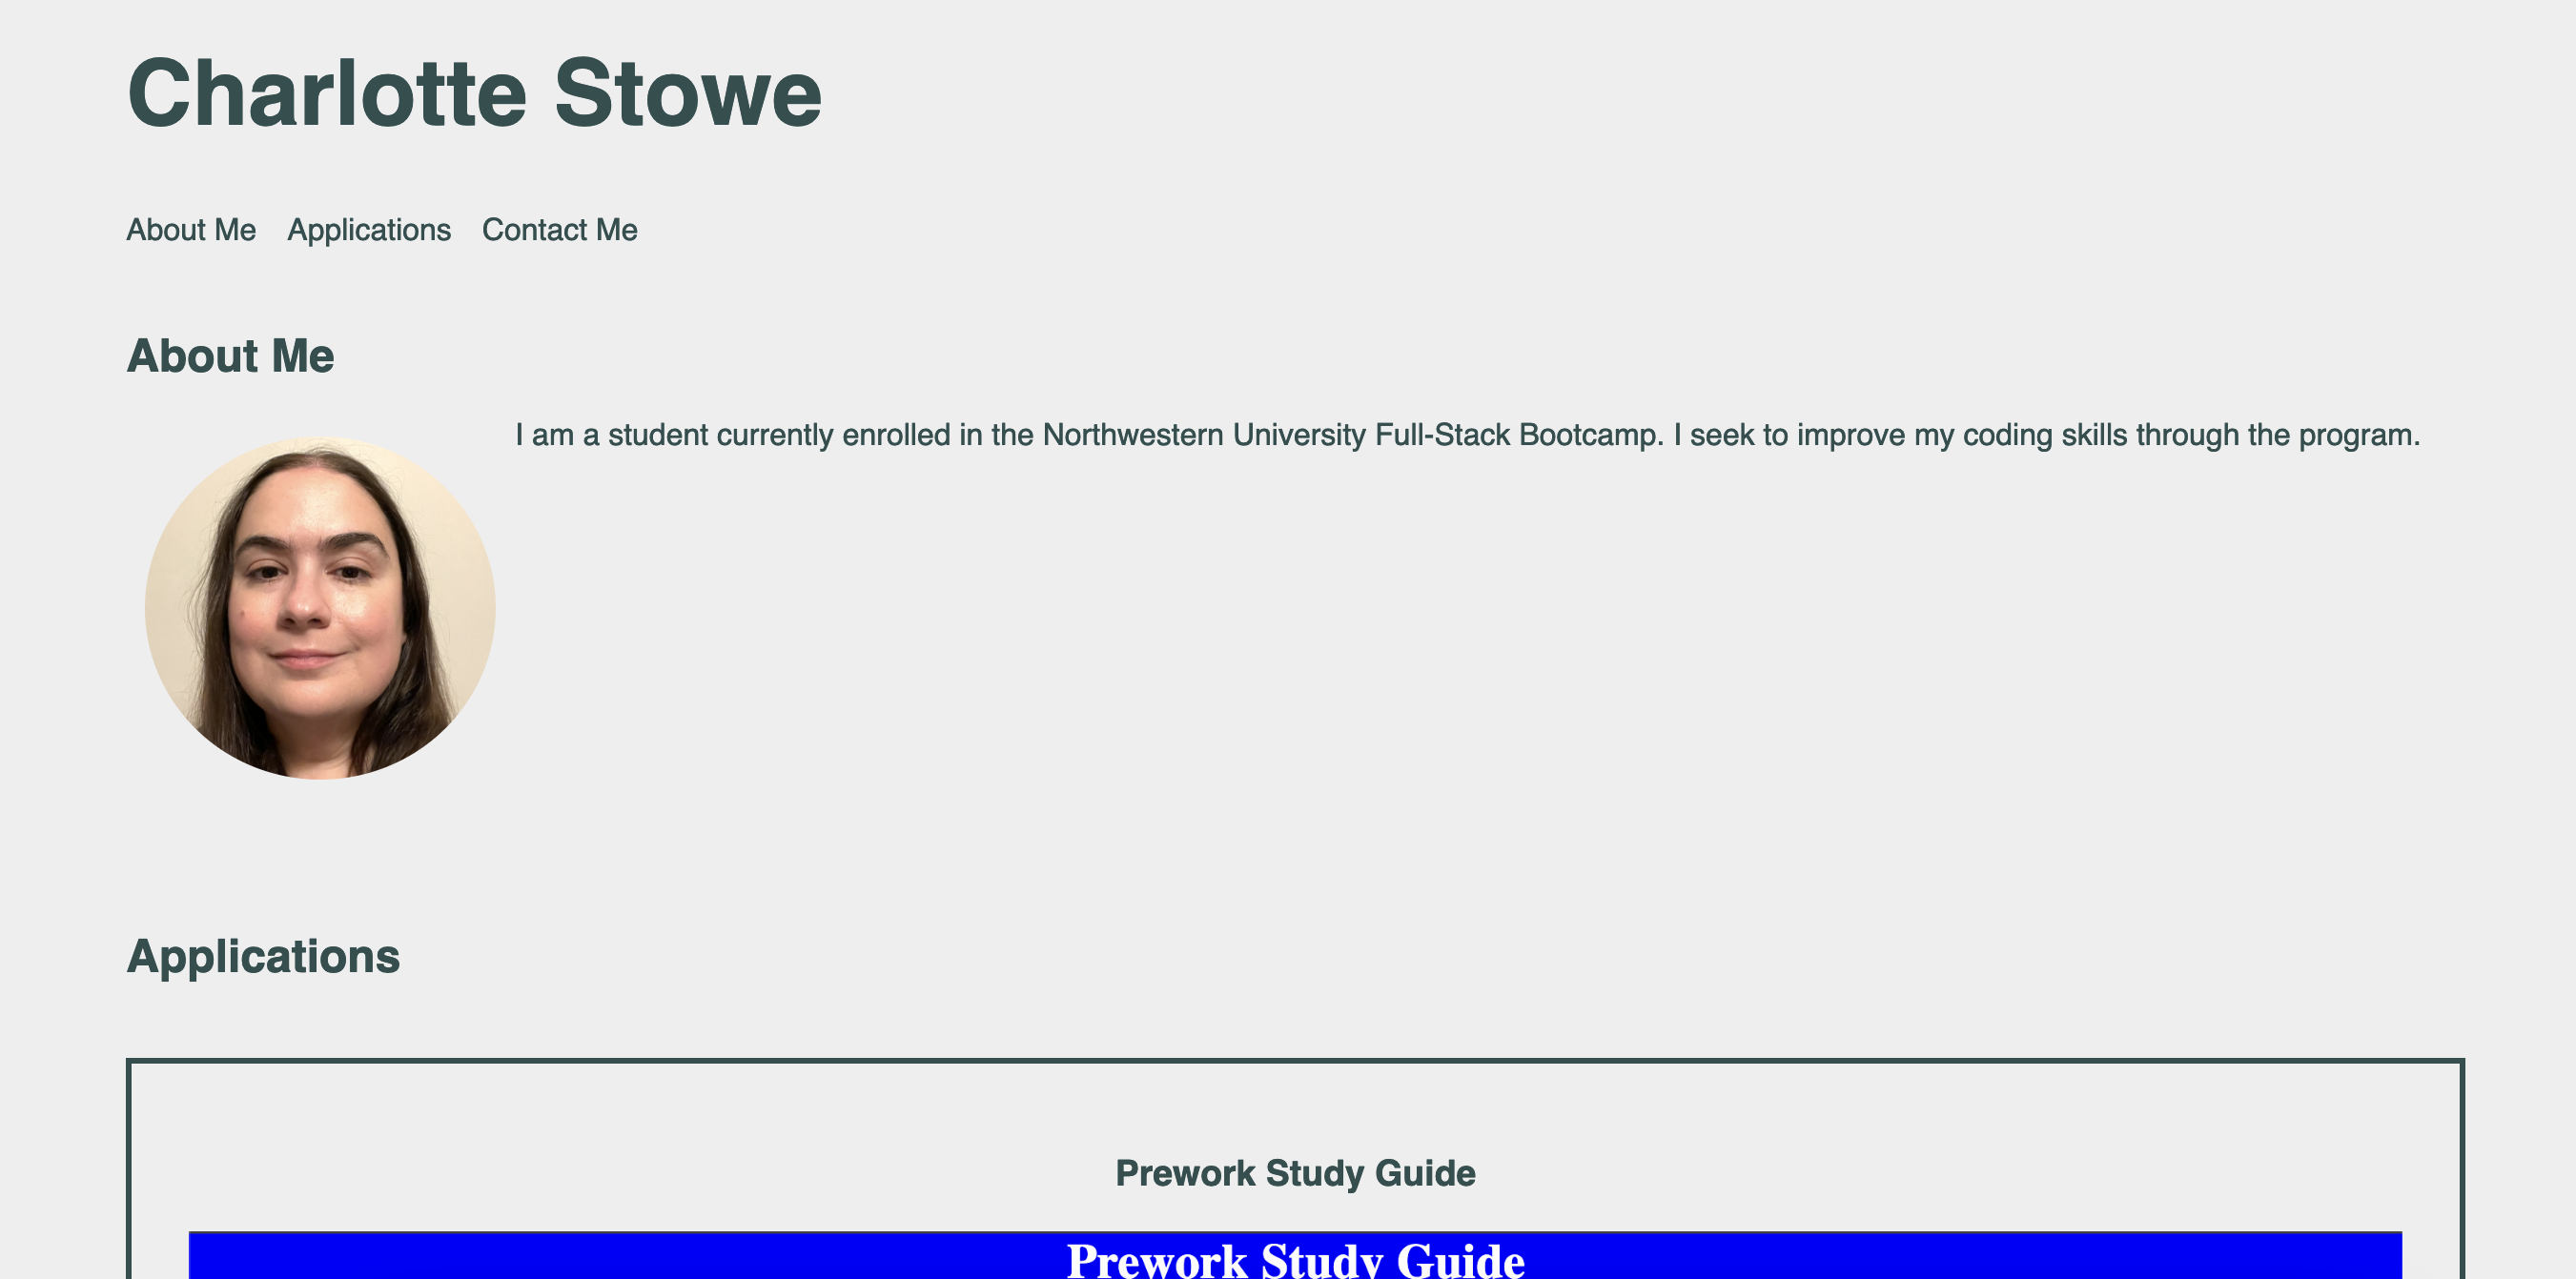 Charlotte Stowe
About Me Applications Contact Me
About Me
I am a student currently enrolled in the Northwestern University Full-Stack Bootcamp. I seek to improve my coding skills through the program.
Applications
Prework Study Guide
Prework Study Guide